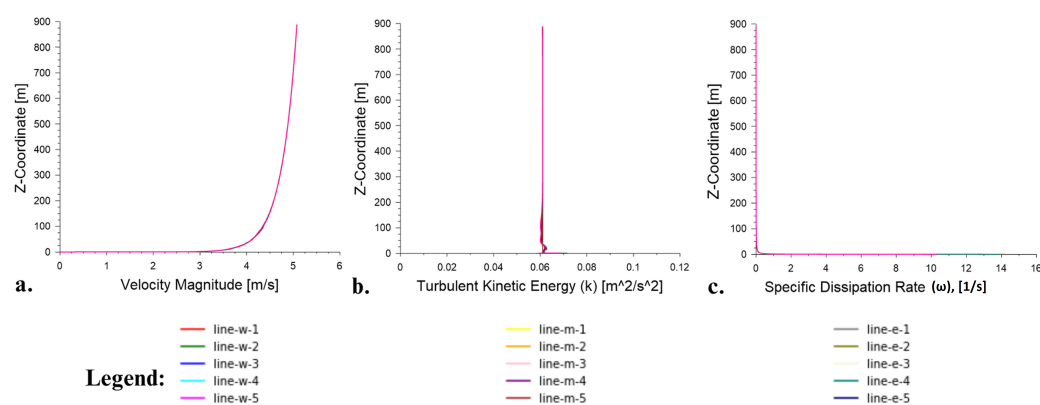 900
800
700
600
500
400
300
200
100
0
Z-Coordinate [m]
0 1 2 3 4 5 6
a. Velocity Magnitude [m/s]
900
800
700
600
500
400
300
200
100
0
Z-Coordinate [m]
0 0.02 0.04 0.06 0.08 0.1 0.12
b. Turbulent Kinetic Energy (k) [m^2/s^2]
900
800
700
600
500
400
300
200
100
0
Z-Coordinate [m]
0 2 4 6 8 10 12 14 16
c. Specific Dissipation Rate (ω), [1/s]
Legend:
line-w-1
line-w-2
line-w-3
line-w-4
line-w-5
line-m-1
line-m-2
line-m-3
line-m-4
line-m-5
line-e-1
line-e-2
line-e-3
line-e-4
line-e-5